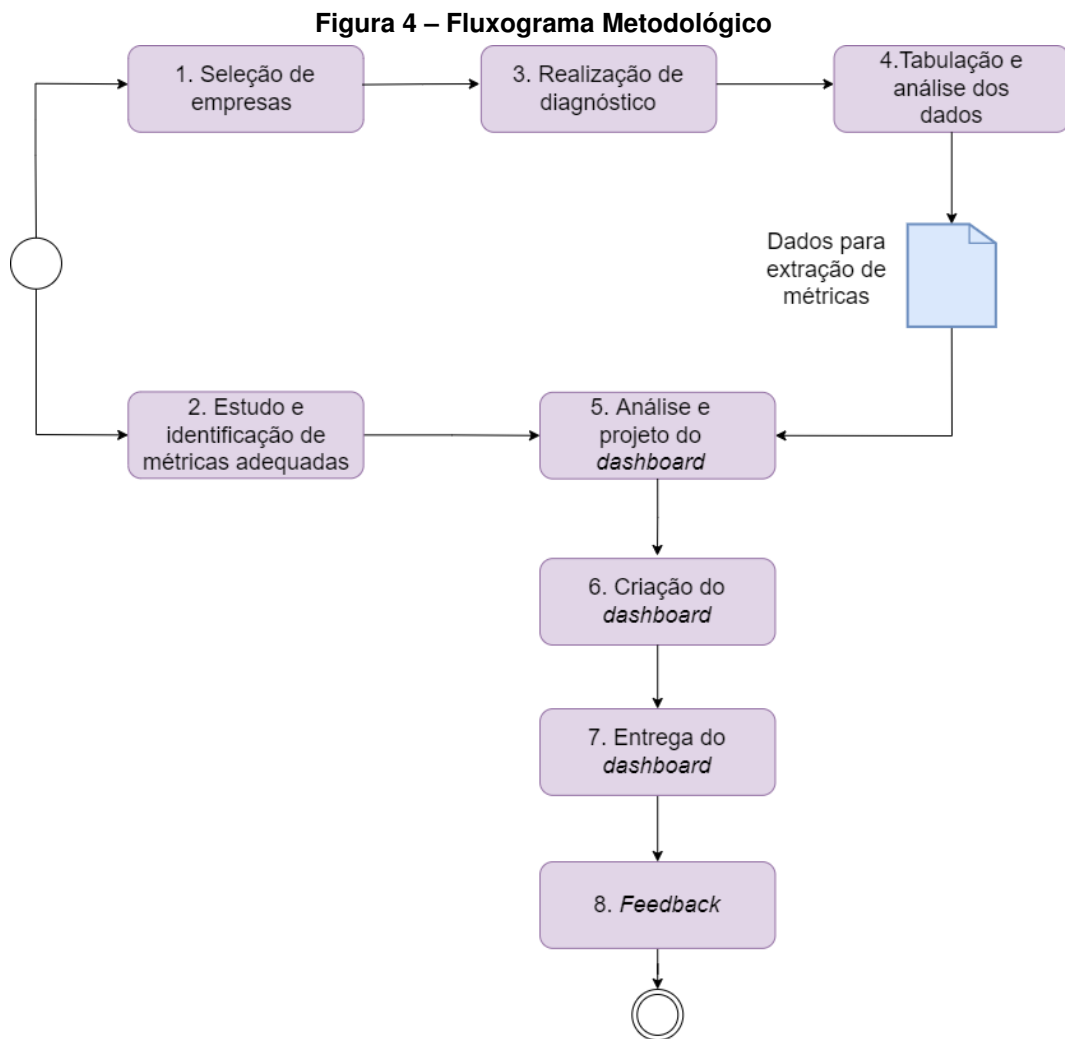 Figura 4 – Fluxograma Metodológico
1. Seleção de
empresas
3. Realização de
diagnóstico
4.Tabulação e
análise dos
dados
Dados para
extração de
métricas
2. Estudo e
identificação de
métricas adequadas
5. Análise e
projeto do
dashboard
6. Criação do
dashboard
7. Entrega do
dashboard
8. Feedback